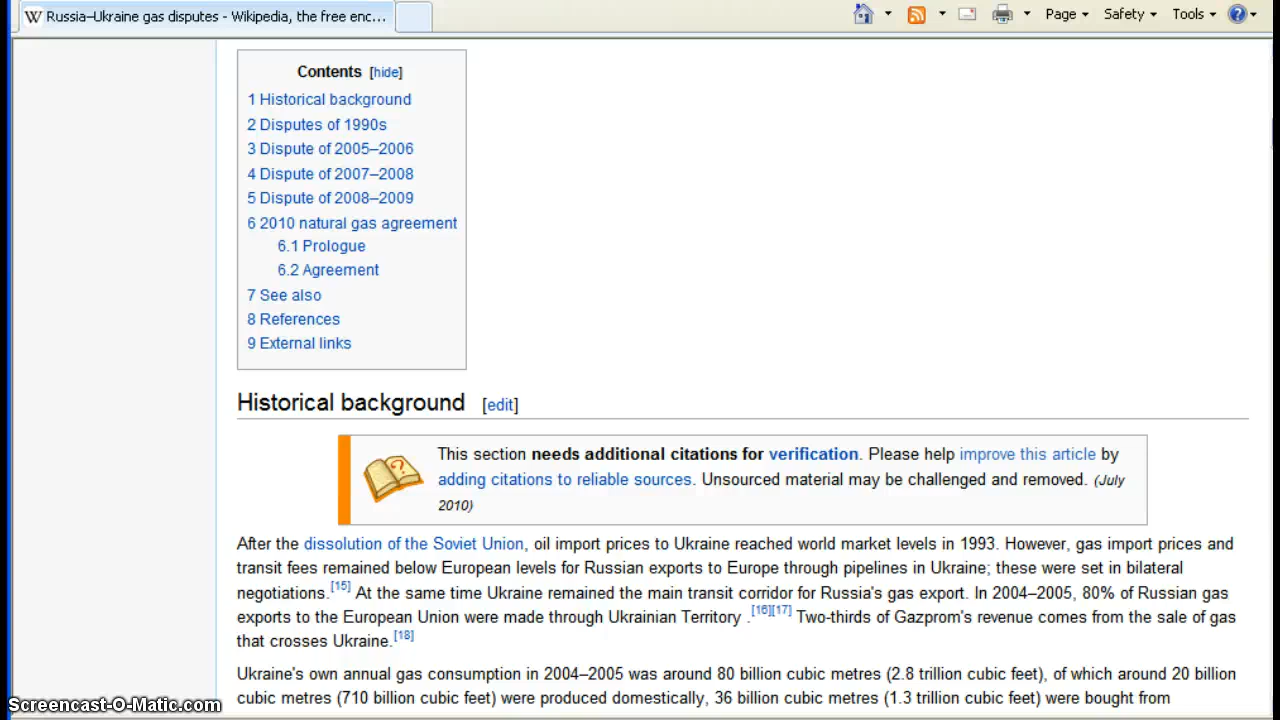 Russia–Ukraine gas disputes - Wikipedia, the free enc...
Page Safety Tools
Contents [hide]
1 Historical background
2 Disputes of 1990s
3 Dispute of 2005–2006
4 Dispute of 2007–2008
5 Dispute of 2008–2009
6 2010 natural gas agreement
6.1 Prologue
6.2 Agreement
7 See also
8 References
9 External links
Historical background [edit]
This section needs additional citations for verification. Please help improve this article by
adding citations to reliable sources. Unsourced material may be challenged and removed. (July
2010)
After the dissolution of the Soviet Union, oil import prices to Ukraine reached world market levels in 1993. However, gas import prices and
transit fees remained below European levels for Russian exports to Europe through pipelines in Ukraine; these were set in bilateral
negotiations.[15] At the same time Ukraine remained the main transit corridor for Russia's gas export. In 2004–2005, 80% of Russian gas
exports to the European Union were made through Ukrainian Territory .[16][17] Two-thirds of Gazprom's revenue comes from the sale of gas
that crosses Ukraine.[18]
Ukraine's own annual gas consumption in 2004–2005 was around 80 billion cubic metres (2.8 trillion cubic feet), of which around 20 billion
cubic metres (710 billion cubic feet) were produced domestically, 36 billion cubic metres (1.3 trillion cubic feet) were bought from
Screencast-O-Matic.com